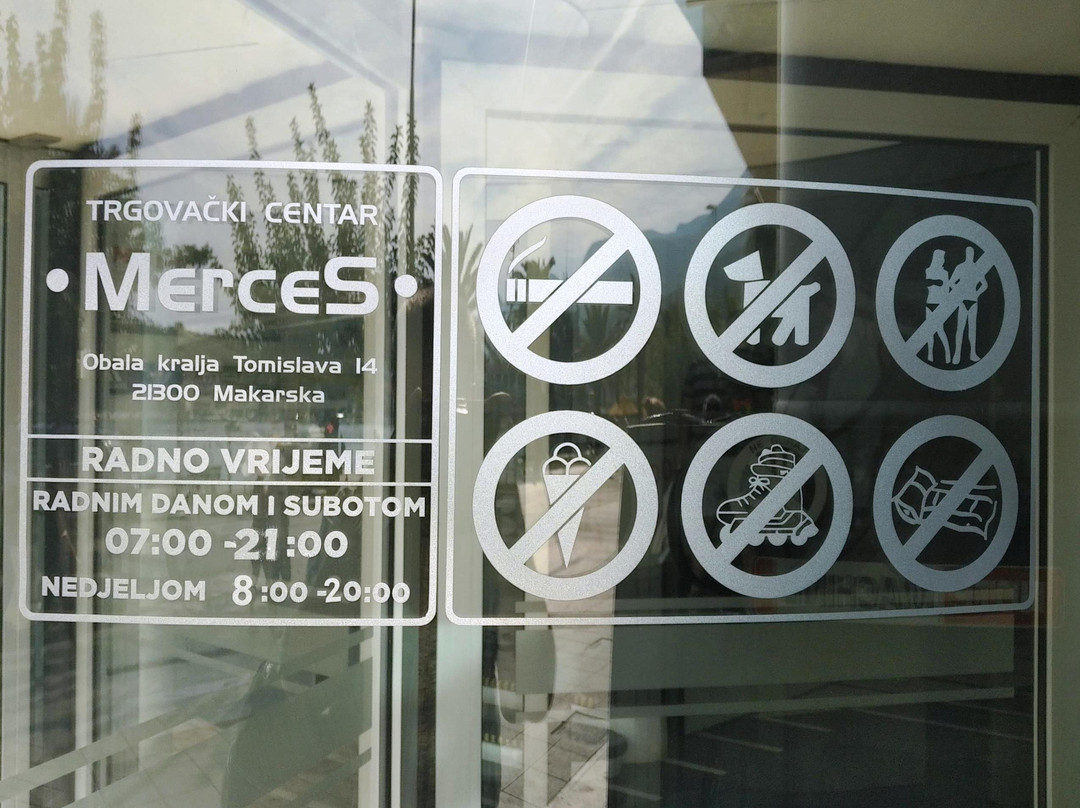 TRGOVAČKI CENTAR
• MerceS •
Obala kralja Tomislava 14
21300 Makarska
RADNO VRIJEME
RADNIM DANOM I SUBOTOM
07:00 -21:00
NEDJELJOM 8:00 -20:00